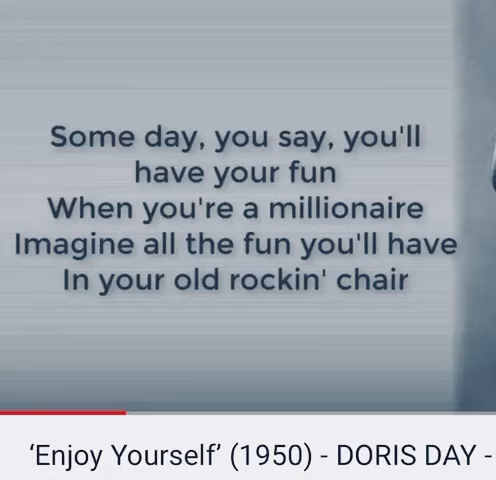 Some day, you say, you'll
have your fun
When you're a millionaire
Imagine all the fun you'll have
In your old rockin' chair
‘Enjoy Yourself’ (1950) - DORIS DAY -